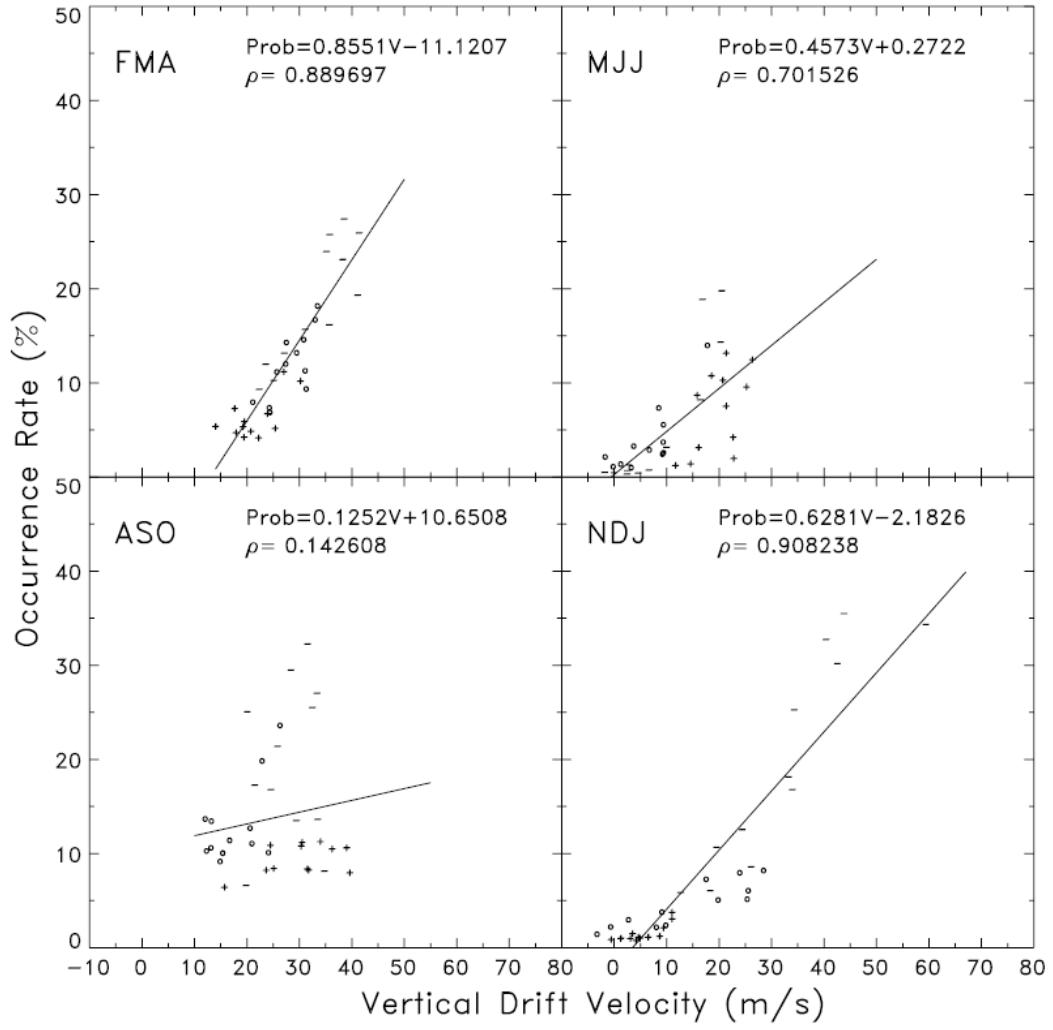 50
40
30
20
10
FMA
Prob=0.8551V−11.1207
ρ= 0.889697
MJJ
Prob=0.4573V+0.2722
ρ= 0.701526
50
40
30
20
10
0
ASO
Prob=0.1252V+10.6508
ρ= 0.142608
NDJ
Prob=0.6281V−2.1826
ρ= 0.908238
Occurrence Rate (%)
−10 0 10 20 30 40 50 60 70 0 10 20 30 40 50 60 70 80
Vertical Drift Velocity (m/s)